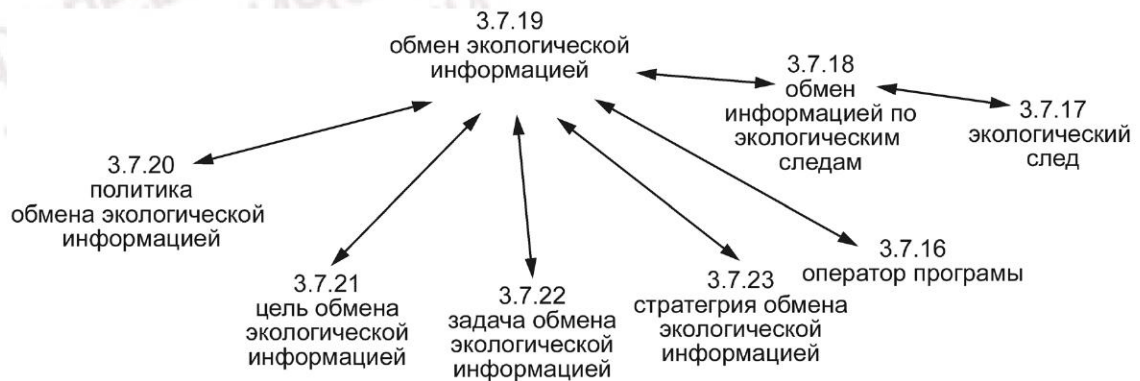 3.7.19
обмен экологической
информацией
3.7.18
обмен
информацией по
экологическим
следам
3.7.17
экологический
след
3.7.20
политика
обмена экологической
информацией
3.7.21
цель обмена
экологической
информацией
3.7.22
задача обмена
экологической
информацией
3.7.23
стратегрия обмена
экологической
информацией
3.7.16
оператор програмы